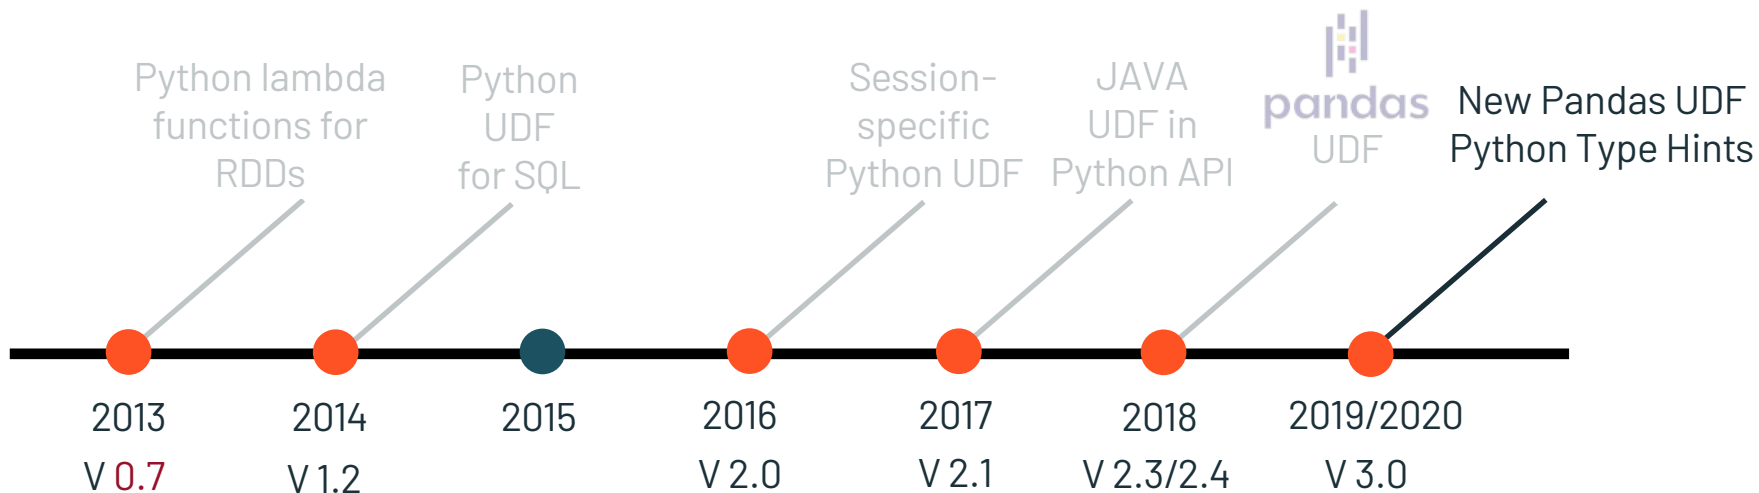 Python lambda
functions for
RDDs
Python
UDF
for SQL
Session-
specific
Python UDF
JAVA
UDF in
Python API
pandas
UDF
New Pandas UDF
Python Type Hints
2013
2014
2015
2016
2017
2018
2019/2020
V 0.7
V 1.2
V 2.0
V 2.1
V 2.3/2.4
V 3.0